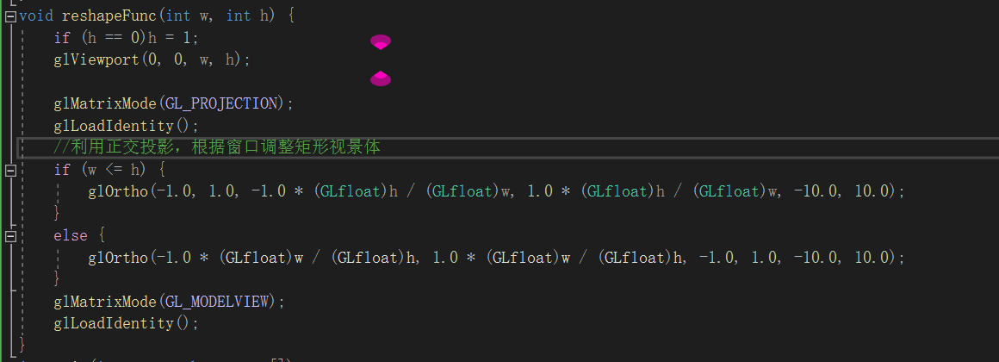 void reshapeFunc(int w, int h) {
if (h == 0)h = 1;
glViewport(0, 0, w, h);
glMatrixMode(GL_PROJECTION);
glLoadIdentity();
//利用正交投影，根据窗口调整矩形视景体
if (w <= h) {
glOrtho(-1.0, 1.0, -1.0 * (GLfloat)h / (GLfloat)w, 1.0 * (GLfloat)h / (GLfloat)w, -10.0, 10.0);
}
else {
glOrtho(-1.0 * (GLfloat)w / (GLfloat)h, 1.0 * (GLfloat)w / (GLfloat)h, -1.0, 1.0, -10.0, 10.0);
}
glMatrixMode(GL_MODELVIEW);
glLoadIdentity();
}